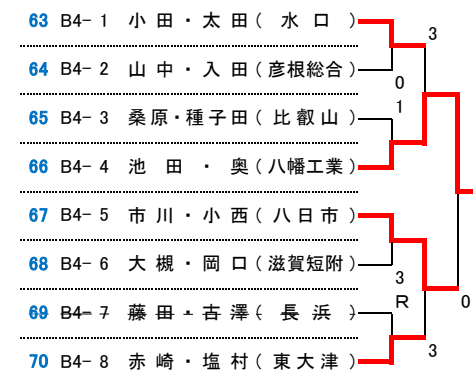 63 B4- 1 小田・太田(水口)
3
64 B4- 2 山中・入田(彦根総合)
0
65 B4- 3 桑原・種子田(比叡山)
1
66 B4- 4 池田・奥(八幡工業)
67 B4- 5 市川・小西(八日市)
68 B4- 6 大槻・岡口(滋賀短附)
3
69 B4- 7 藤田・古澤(長浜)
R
0
70 B4- 8 赤崎・塩村(東大津)
3